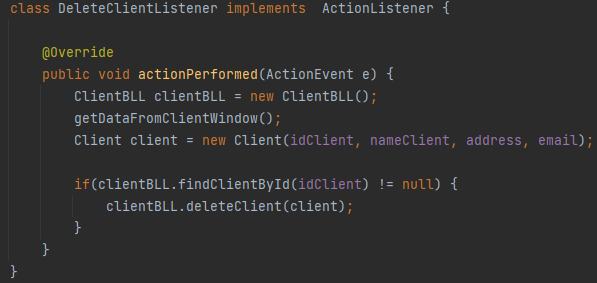 class DeleteClientListener implements  ActionListener {
@Override
public void actionPerformed(ActionEvent e) {
ClientBLL clientBLL = new ClientBLL();
getDataFromClientWindow();
Client client = new Client(idClient, nameClient, address, email);
if(clientBLL.findClientById(idClient) != null) {
clientBLL.deleteClient(client);
}
}
}